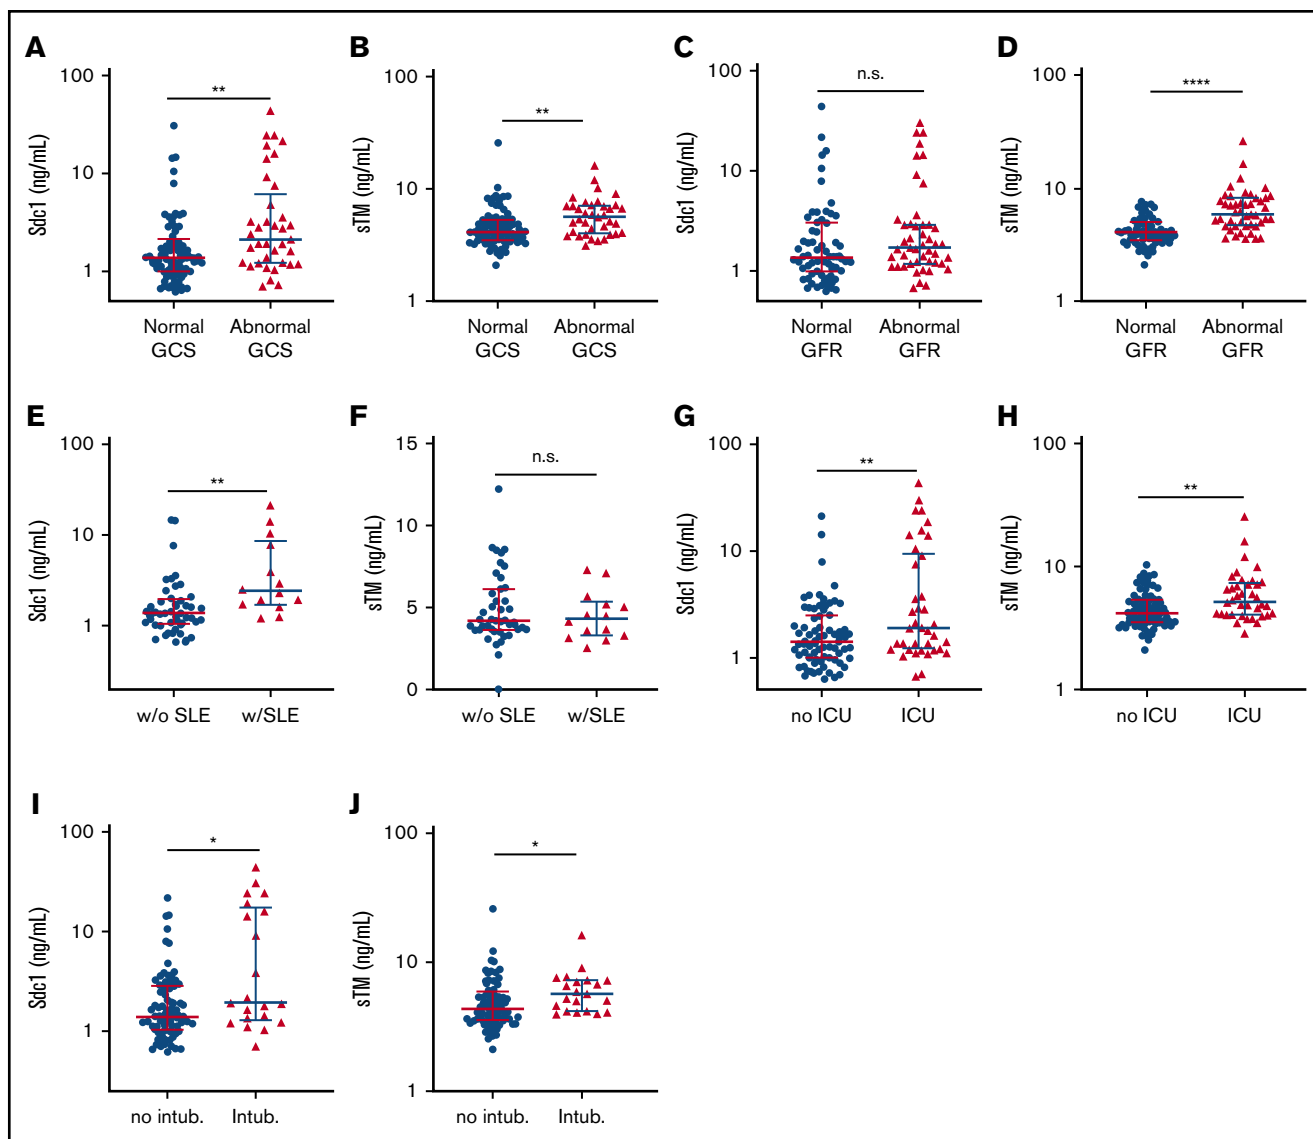 A
Sdc1 (ng/mL)
100
10
1
**
Normal GCS
Abnormal GCS
B
sTM (ng/mL)
100
10
1
**
Normal GCS
Abnormal GCS
C
Sdc1 (ng/mL)
100
10
1
n.s.
Normal GFR
Abnormal GFR
D
sTM (ng/mL)
100
10
1
****
Normal GFR
Abnormal GFR
E
Sdc1 (ng/mL)
100
10
1
**
w/o SLE
w/SLE
F
sTM (ng/mL)
15
10
5
0
n.s.
w/o SLE
w/SLE
G
Sdc1 (ng/mL)
100
10
1
**
no ICU
ICU
H
sTM (ng/mL)
100
10
1
**
no ICU
ICU
I
Sdc1 (ng/mL)
100
10
1
*
no intub.
Intub.
J
sTM (ng/mL)
100
10
1
*
no intub.
Intub.